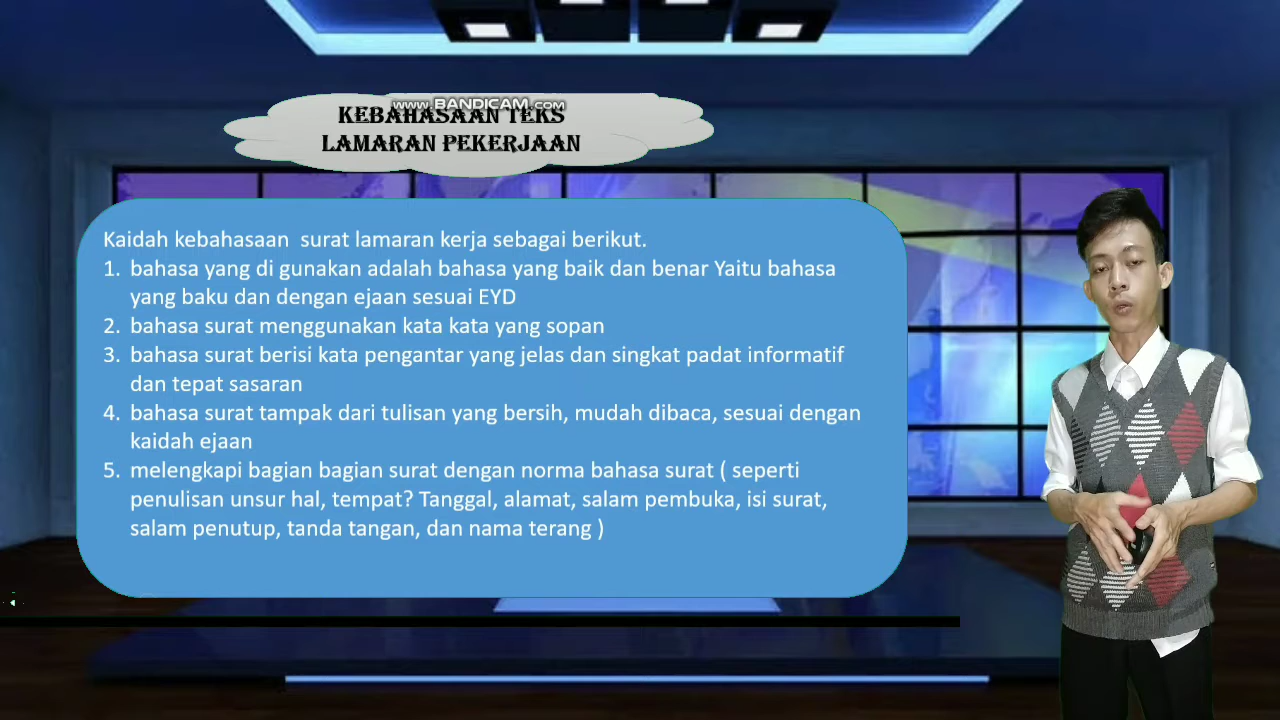 www.BANDICAM.com
KEBAHASAAN TEKS
LAMARAN PEKERJAAN
Kaidah kebahasaan  surat lamaran kerja sebagai berikut.
1. bahasa yang di gunakan adalah bahasa yang baik dan benar Yaitu bahasa
yang baku dan dengan ejaan sesuai EYD
2. bahasa surat menggunakan kata kata yang sopan
3. bahasa surat berisi kata pengantar yang jelas dan singkat padat informatif
dan tepat sasaran
4. bahasa surat tampak dari tulisan yang bersih, mudah dibaca, sesuai dengan
kaidah ejaan
5. melengkapi bagian bagian surat dengan norma bahasa surat ( seperti
penulisan unsur hal, tempat? Tanggal, alamat, salam pembuka, isi surat,
salam penutup, tanda tangan, dan nama terang )